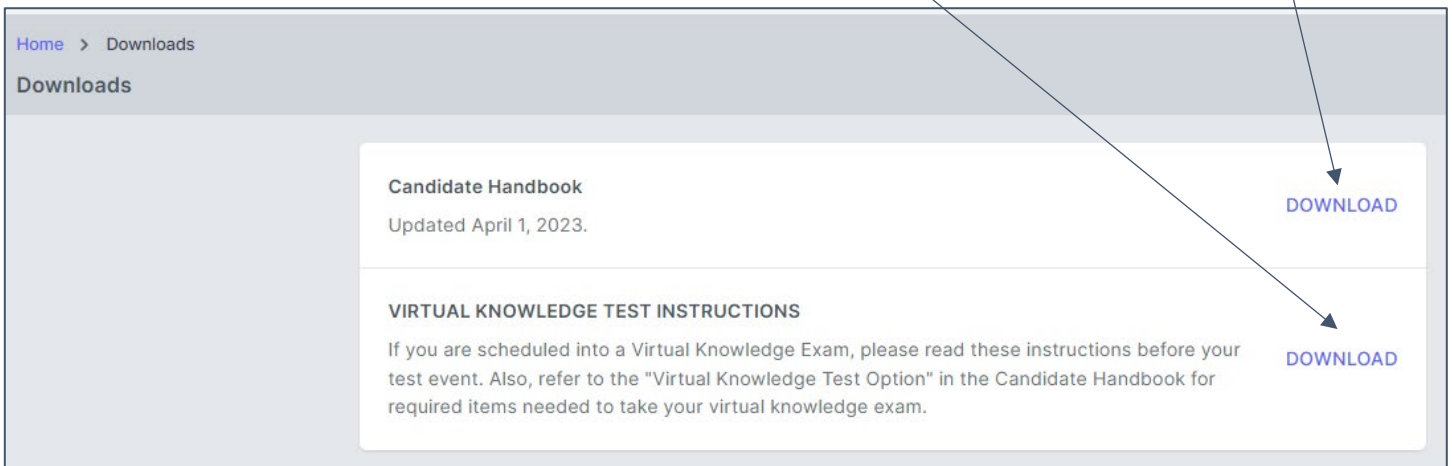 Home > Downloads
Downloads
Candidate Handbook
DOWNLOAD
Updated April 1, 2023.
VIRTUAL KNOWLEDGE TEST INSTRUCTIONS
If you are scheduled into a Virtual Knowledge Exam, please read these instructions before your
DOWNLOAD
test event. Also, refer to the "Virtual Knowledge Test Option" in the Candidate Handbook for
required items needed to take your virtual knowledge exam.